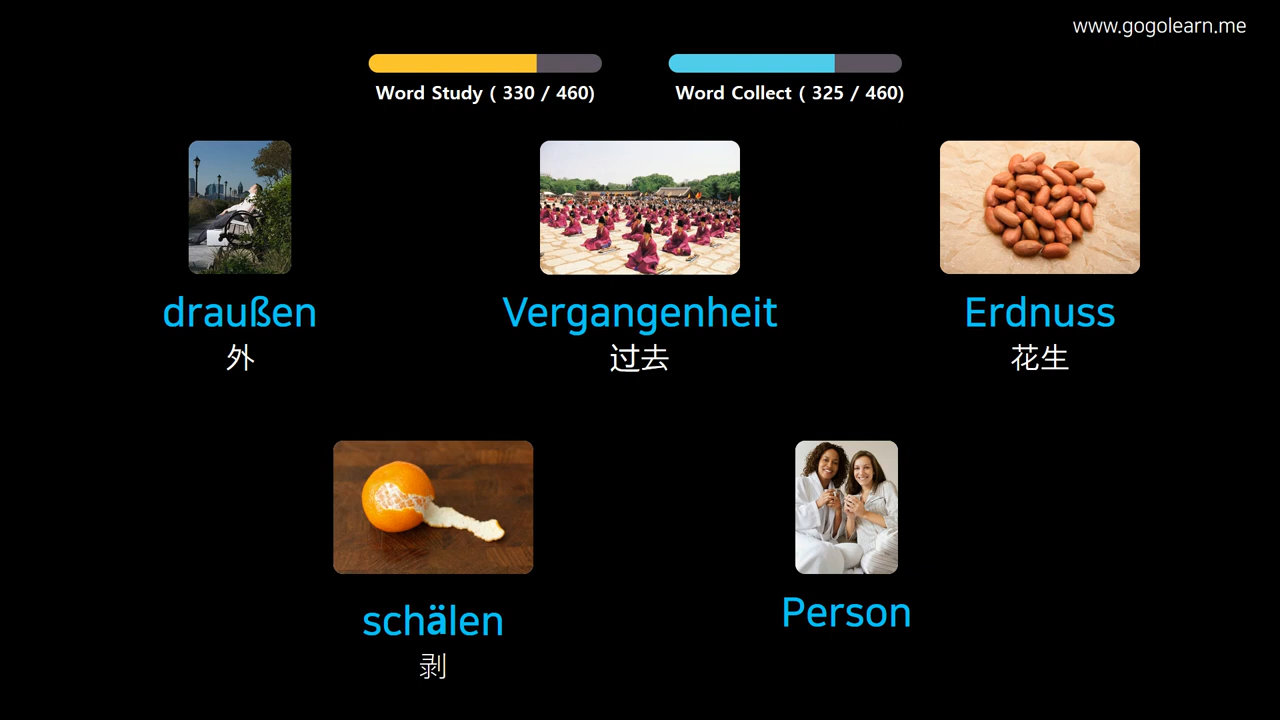 www.gogolearn.me
Word Study ( 330 / 460)
Word Collect ( 325 / 460)
draußen
外
Vergangenheit
过去
Erdnuss
花生
schälen
剥
Person